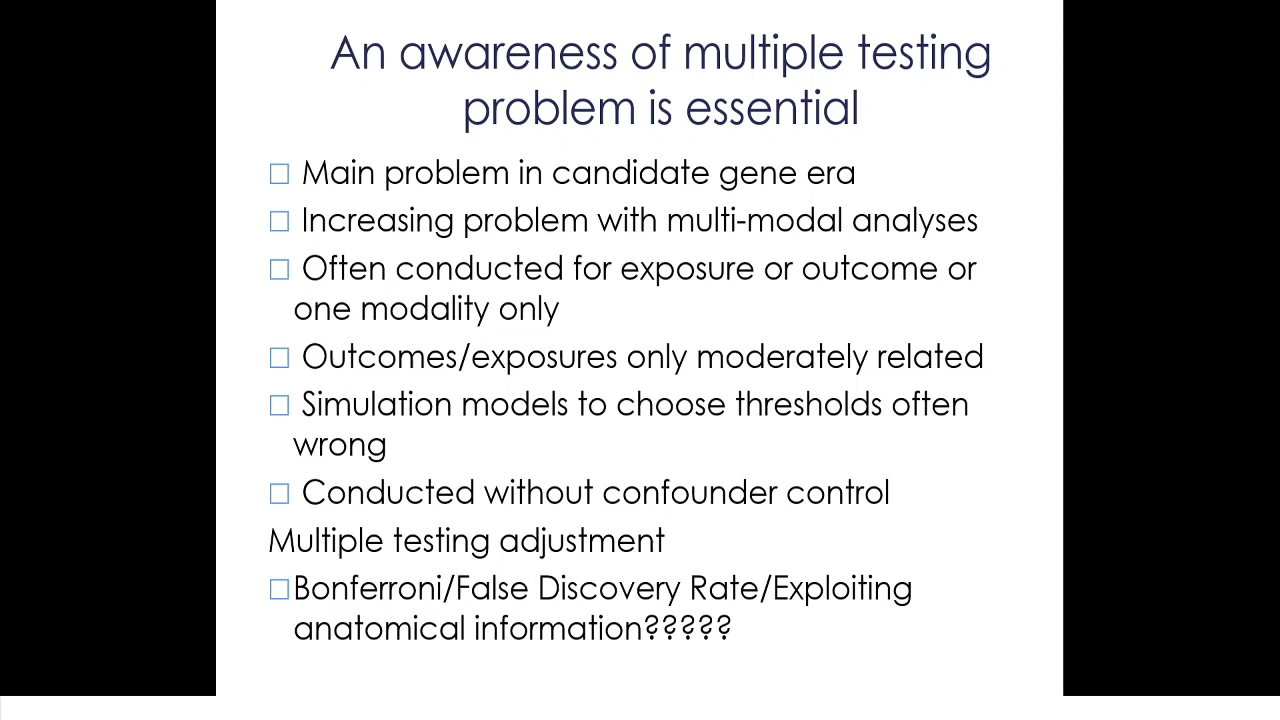 An awareness of multiple testing
problem is essential
□ Main problem in candidate gene era
□ Increasing problem with multi-modal analyses
□ Often conducted for exposure or outcome or
one modality only
□ Outcomes/exposures only moderately related
□ Simulation models to choose thresholds often
wrong
□ Conducted without confounder control
Multiple testing adjustment
□Bonferroni/False Discovery Rate/Exploiting
anatomical information?????